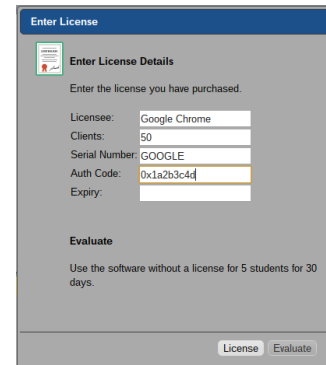 Enter License
Enter License Details
Enter the license you have purchased.
Licensee: Google Chrome
Clients: 50
Serial Number: GOOGLE
Auth Code: 0x1a2b3c4d
Expiry:
Evaluate
Use the software without a license for 5 students for 30
days.
License Evaluate